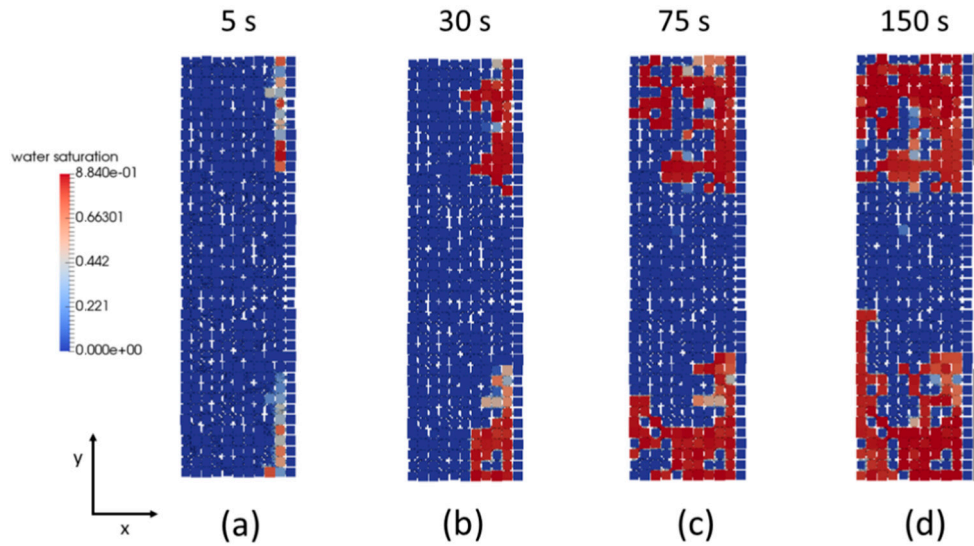 5 s
30 s
75 s
150 s
water saturation
8.840e-01
0.66301
0.442
0.221
0.000e+00
y
x
(a)
(b)
(c)
(d)